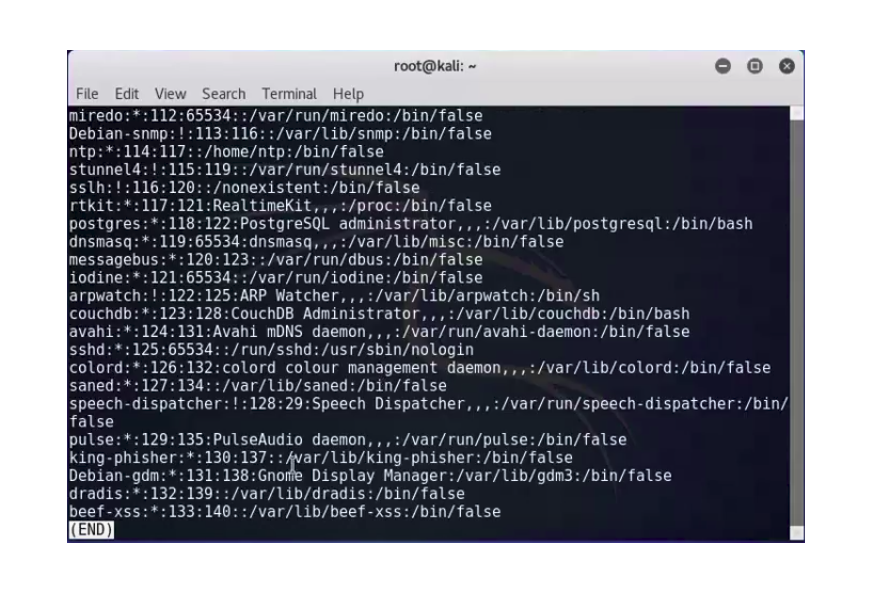 root@kali: ~
File Edit View Search Terminal Help
miredo:*:112:65534::/var/run/miredo:/bin/false
Debian-snmp:!:113:116::/var/lib/snmp:/bin/false
ntp:*:114:117::/home/ntp:/bin/false
stunnel4:!:115:119::/var/run/stunnel4:/bin/false
sslh:!:116:120::/nonexistent:/bin/false
rtkit:*:117:121:RealtimeKit,,,:/proc:/bin/false
postgres:*:118:122:PostgreSQL administrator,,,:/var/lib/postgresql:/bin/bash
dnsmasq:*:119:65534:dnsmasq,,,:/var/lib/misc:/bin/false
messagebus:*:120:123::/var/run/dbus:/bin/false
iodine:*:121:65534::/var/run/iodine:/bin/false
arpwatch:!:122:125:ARP Watcher,,,:/var/lib/arpwatch:/bin/sh
couchdb:*:123:128:CouchDB Administrator,,,:/var/lib/couchdb:/bin/bash
avahi:*:124:131:Avahi mDNS daemon,,,:/var/run/avahi-daemon:/bin/false
sshd:*:125:65534::/run/sshd:/usr/sbin/nologin
colord:*:126:132:colord colour management daemon,,,:/var/lib/colord:/bin/false
saned:*:127:134::/var/lib/saned:/bin/false
speech-dispatcher:!:128:29:Speech Dispatcher,,,:/var/run/speech-dispatcher:/bin/
false
pulse:*:129:135:PulseAudio daemon,,,:/var/run/pulse:/bin/false
king-phisher:*:130:137::/var/lib/king-phisher:/bin/false
Debian-gdm:*:131:138:Gnome Display Manager:/var/lib/gdm3:/bin/false
dradis:*:132:139::/var/lib/dradis:/bin/false
beef-xss:*:133:140::/var/lib/beef-xss:/bin/false
(END)